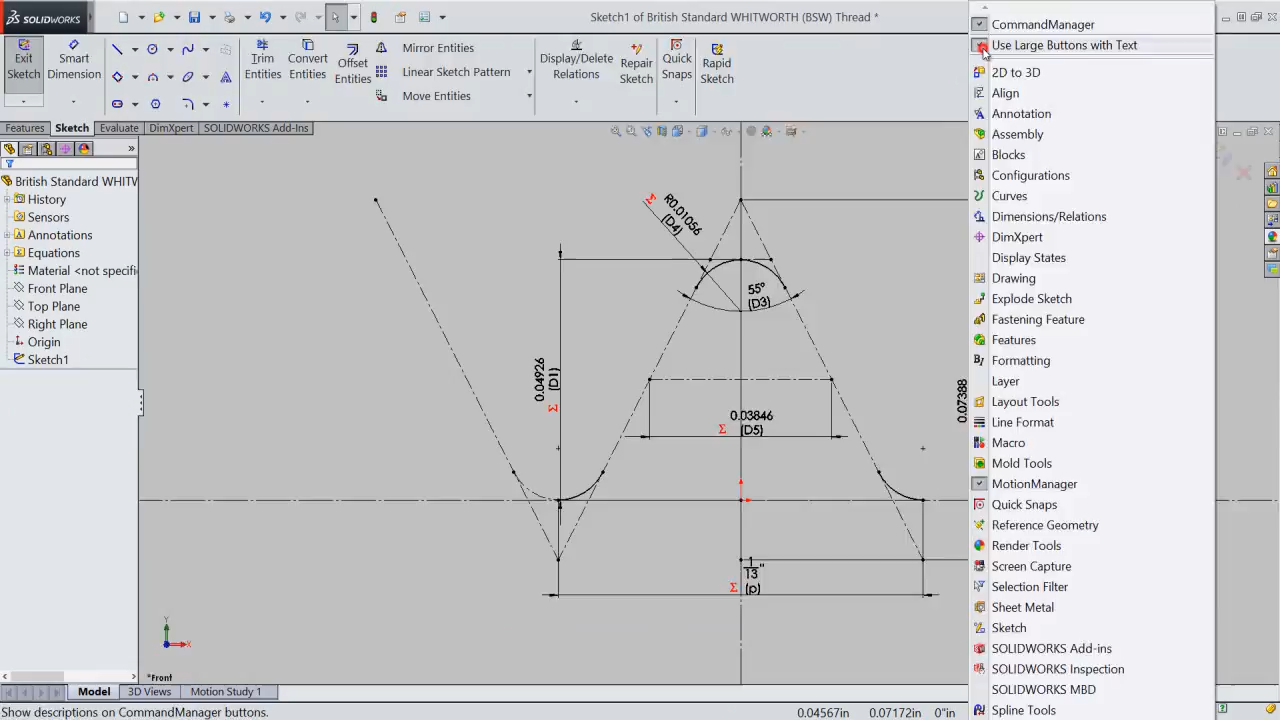 SOLIDWORKS
Sketch1 of British Standard WHITWORTH (BSW) Thread *
Exit Sketch
Smart Dimension
Trim Entities
Convert Entities
Offset Entities
Mirror Entities
Linear Sketch Pattern
Move Entities
Display/Delete Relations
Repair Sketch
Quick Snaps
Rapid Sketch
Features
Sketch
Evaluate
DimXpert
SOLIDWORKS Add-Ins
»
British Standard WHITW
History
Sensors
Annotations
Equations
Material <not specifi
Front Plane
Top Plane
Right Plane
Origin
Sketch1
Σ R0.01056
(D4)
55°
(D3)
0.04926
(D1)
Σ
0.03846
Σ (D5)
0.07388
1/13"
Σ (p)
Y
X
*Front
CommandManager
Use Large Buttons with Text
2D to 3D
Align
Annotation
Assembly
Blocks
Configurations
Curves
Dimensions/Relations
DimXpert
Display States
Drawing
Explode Sketch
Fastening Feature
Features
Formatting
Layer
Layout Tools
Line Format
Macro
Mold Tools
MotionManager
Quick Snaps
Reference Geometry
Render Tools
Screen Capture
Selection Filter
Sheet Metal
Sketch
SOLIDWORKS Add-ins
SOLIDWORKS Inspection
SOLIDWORKS MBD
Spline Tools
Model
3D Views
Motion Study 1
Show descriptions on CommandManager buttons.
0.04567in
0.07172in
0"in